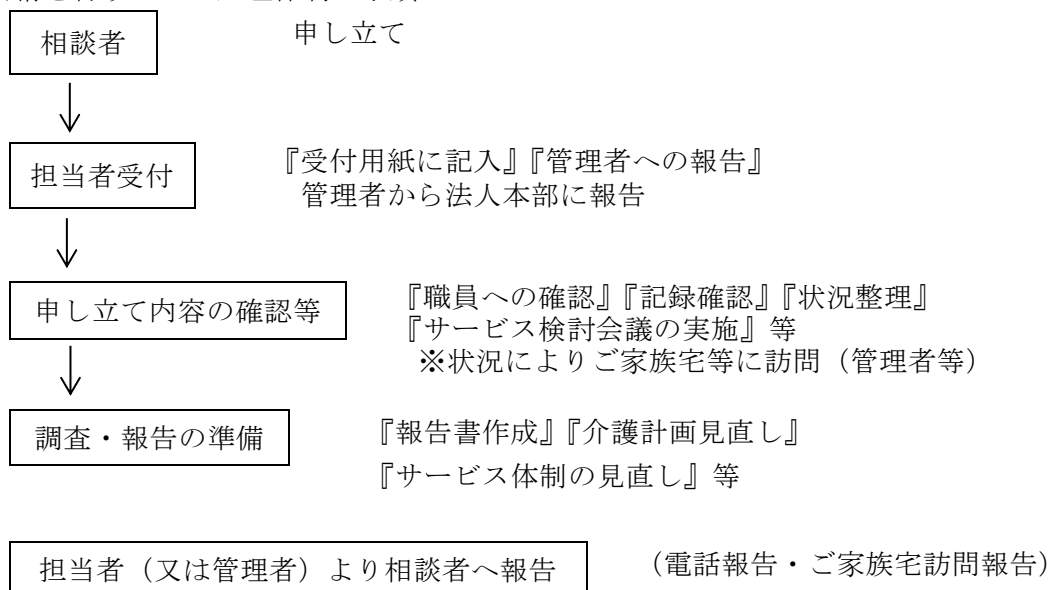 相談者 申し立て
担当者受付 『受付用紙に記入』『管理者への報告』
管理者から法人本部に報告
申し立て内容の確認等 『職員への確認』『記録確認』『状況整理』
『サービス検討会議の実施』等
※状況によりご家族宅等に訪問（管理者等）
調査・報告の準備 『報告書作成』『介護計画見直し』
『サービス体制の見直し』等
担当者（又は管理者）より相談者へ報告 （電話報告・ご家族宅訪問報告）